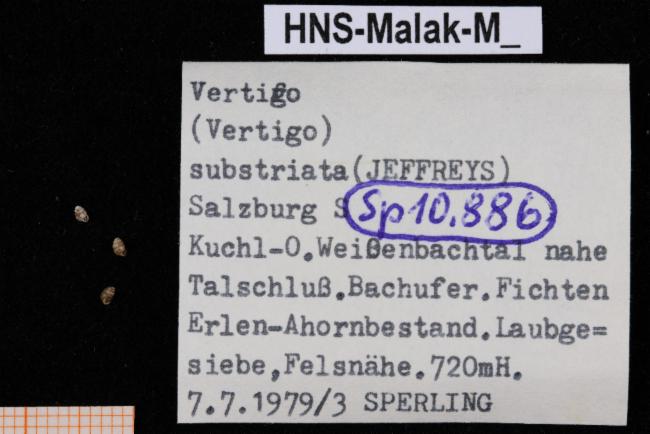 HNS-Malak-M_
Vertigo
(Vertigo)
substriata(JEFFREYS)
Salzburg S
Sp10.886
Kuchl-O.Weißenbachtal nahe
Talschluß.Bachufer.Fichten
Erlen-Ahornbestand.Laubge=
siebe,Felsnähe.720mH.
7.7.1979/3 SPERLING